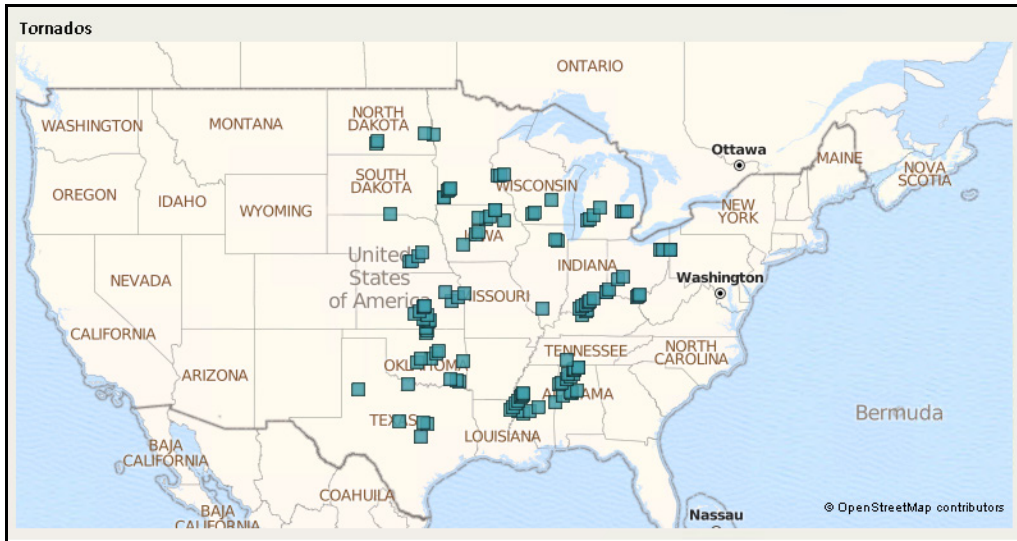 Tornados
ONTARIO
WASHINGTON
MONTANA
NORTH
DAKOTA
Ottawa
MAINE
NOVA
SCOTIA
OREGON
IDAHO
SOUTH
DAKOTA
WISCONSIN
WYOMING
NEW
YORK
IOWA
United
States
of America
NEVADA
INDIANA
Washington
MISSOURI
CALIFORNIA
ARIZONA
OKLAHOMA
TENNESSEE
NORTH
CAROLINA
ALABAMA
TEXAS
LOUISIANA
Bermuda
BAJA
CALIFORNIA
COAHUILA
BAJA
CALIFORNIA
Nassau
© OpenStreetMap contributors